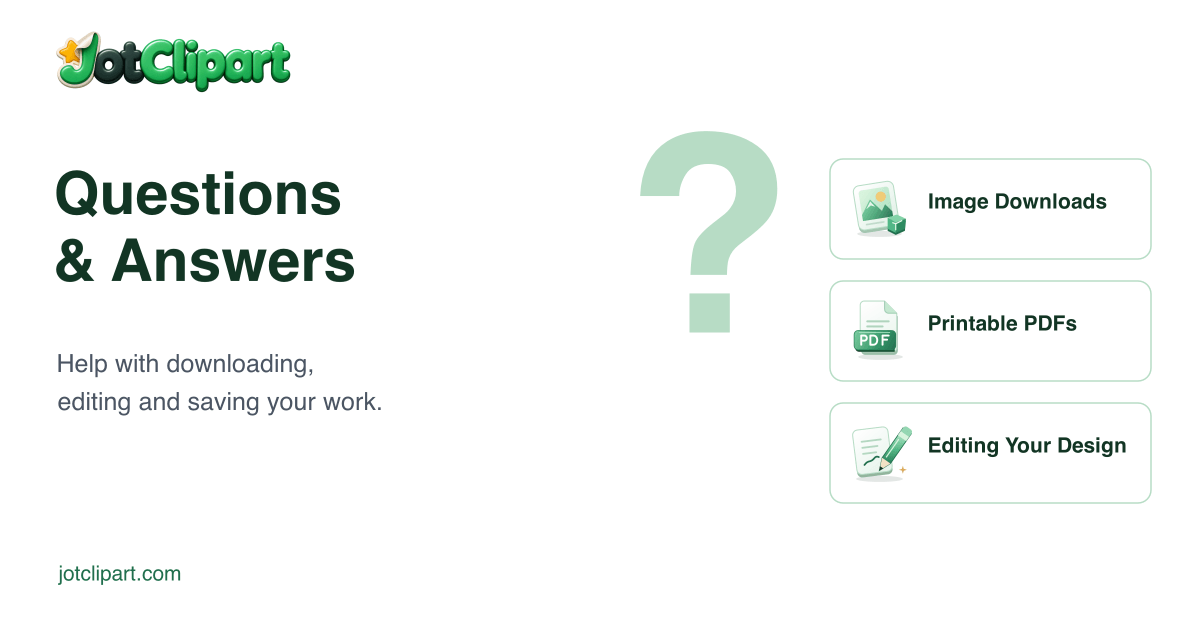 JotClipart
Questions
& Answers
Help with downloading,
editing and saving your work.
jotclipart.com
?
Image Downloads
PDF
Printable PDFs
Editing Your Design